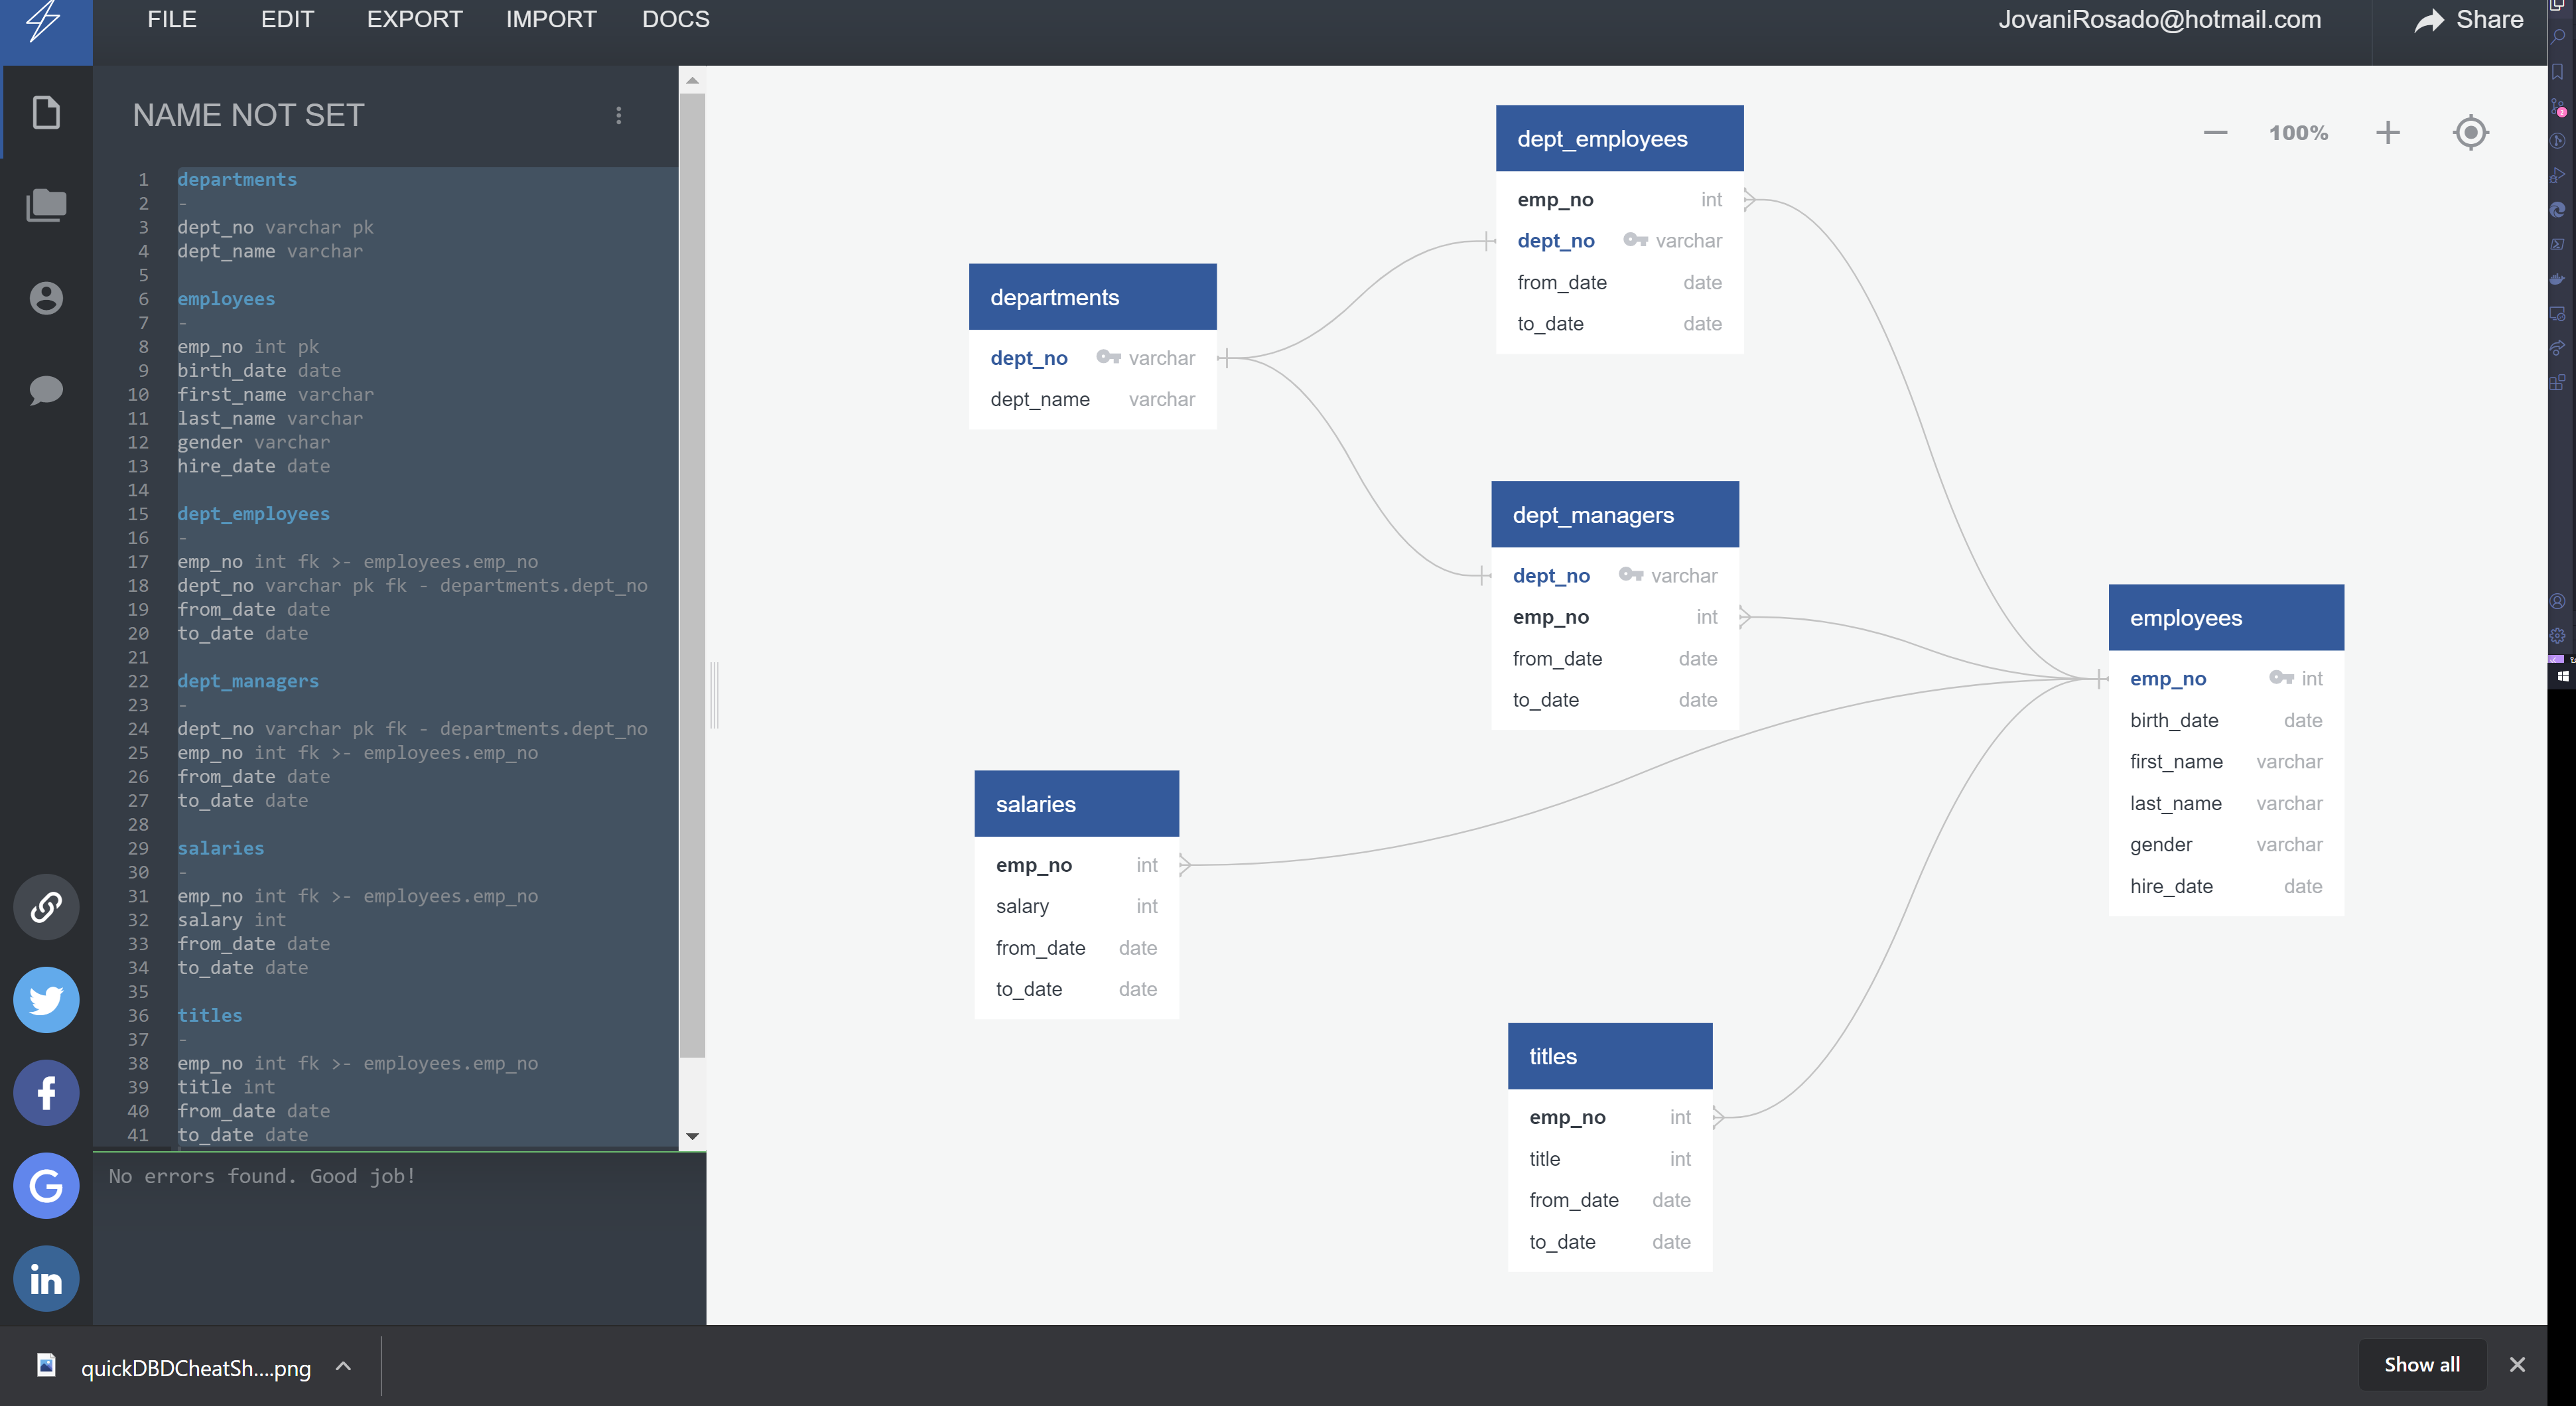 FILE EDIT EXPORT IMPORT DOCS JovaniRosado@hotmail.com Share
NAME NOT SET
1 departments
2 -
3 dept_no varchar pk
4 dept_name varchar
5
6 employees
7 -
8 emp_no int pk
9 birth_date date
10 first_name varchar
11 last_name varchar
12 gender varchar
13 hire_date date
14
15 dept_employees
16 -
17 emp_no int fk >- employees.emp_no
18 dept_no varchar pk fk - departments.dept_no
19 from_date date
20 to_date date
21
22 dept_managers
23 -
24 dept_no varchar pk fk - departments.dept_no
25 emp_no int fk >- employees.emp_no
26 from_date date
27 to_date date
28
29 salaries
30 -
31 emp_no int fk >- employees.emp_no
32 salary int
33 from_date date
34 to_date date
35
36 titles
37 -
38 emp_no int fk >- employees.emp_no
39 title int
40 from_date date
41 to_date date
No errors found. Good job!
100%
dept_employees
emp_no int
dept_no varchar
from_date date
to_date date
departments
dept_no varchar
dept_name varchar
dept_managers
dept_no varchar
emp_no int
from_date date
to_date date
employees
emp_no int
birth_date date
first_name varchar
last_name varchar
gender varchar
hire_date date
salaries
emp_no int
salary int
from_date date
to_date date
titles
emp_no int
title int
from_date date
to_date date
quickDBDCheatSh....png
Show all